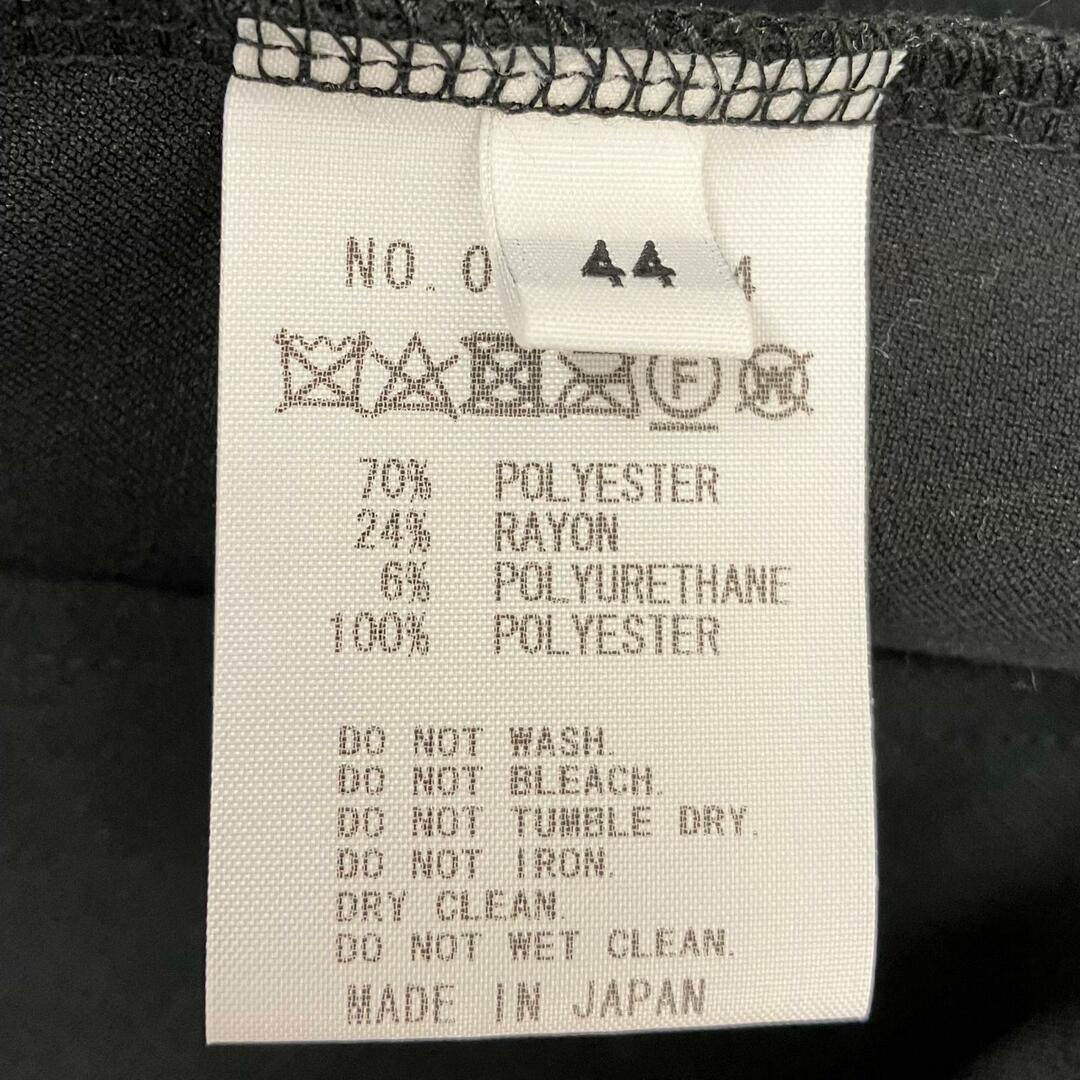 NO. 0 44 4
F W
70% POLYESTER
24% RAYON
6% POLYURETHANE
100% POLYESTER
DO NOT WASH.
DO NOT BLEACH.
DO NOT TUMBLE DRY.
DO NOT IRON.
DRY CLEAN.
DO NOT WET CLEAN.
MADE IN JAPAN